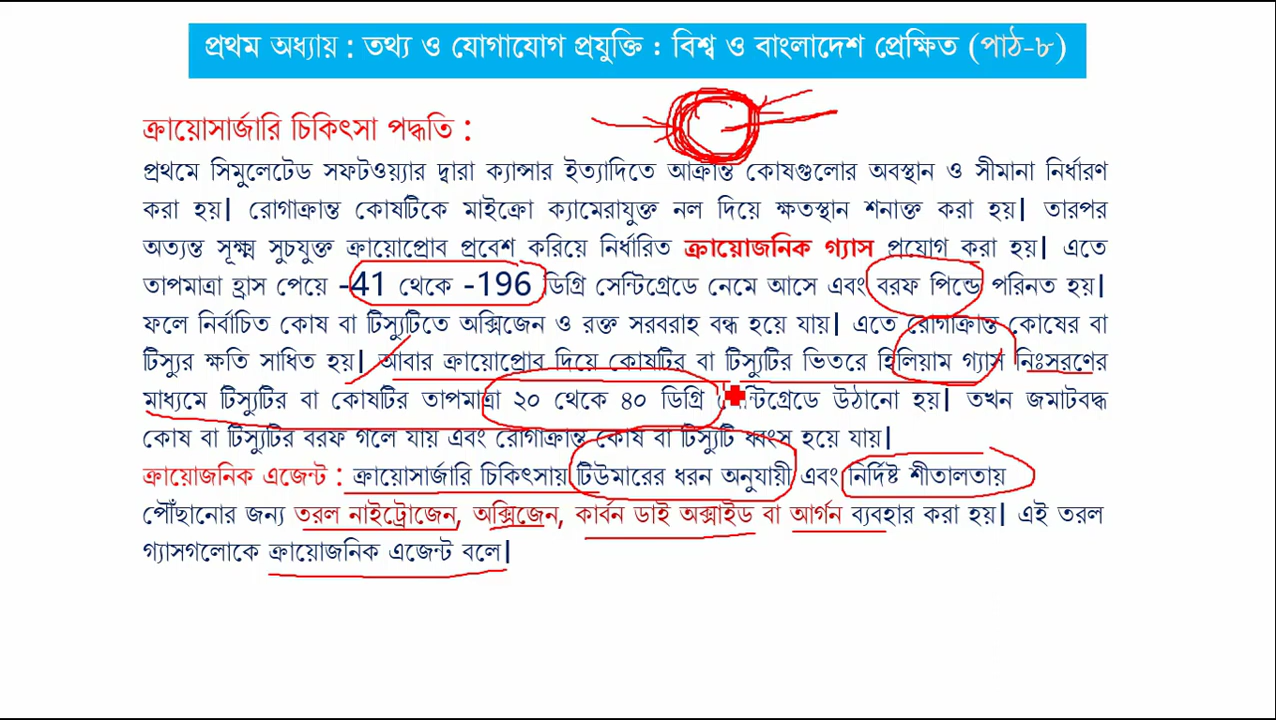 প্রথম অধ্যায় : তথ্য ও যোগাযোগ প্রযুক্তি : বিশ্ব ও বাংলাদেশ প্রেক্ষিত (পাঠ-৮)
ক্রায়োসার্জারি চিকিৎসা পদ্ধতি :
প্রথমে সিমুলেটেড সফটওয়্যার দ্বারা ক্যান্সার ইত্যাদিতে আক্রান্ত কোষগুলোর অবস্থান ও সীমানা নির্ধারণ
করা হয়| রোগাক্রান্ত কোষটিকে মাইক্রো ক্যামেরাযুক্ত নল দিয়ে ক্ষতস্থান শনাক্ত করা হয়| তারপর
অত্যন্ত সূক্ষ্ম সুচযুক্ত ক্রায়োপ্রোব প্রবেশ করিয়ে নির্ধারিত ক্রায়োজনিক গ্যাস প্রয়োগ করা হয়| এতে
তাপমাত্রা হ্রাস পেয়ে -41 থেকে -196 ডিগ্রি সেন্টিগ্রেডে নেমে আসে এবং বরফ পিন্ডে পরিনত হয়|
ফলে নির্বাচিত কোষ বা টিস্যুটিতে অক্সিজেন ও রক্ত সরবরাহ বন্ধ হয়ে যায়| এতে রোগাক্রান্ত কোষের বা
টিস্যুর ক্ষতি সাধিত হয়| আবার ক্রায়োপ্রোব দিয়ে কোষটির বা টিস্যুটির ভিতরে হিলিয়াম গ্যাস নিঃসরণের
মাধ্যমে টিস্যুটির বা কোষটির তাপমাত্রা ২০ থেকে ৪০ ডিগ্রি সেন্টিগ্রেডে উঠানো হয়| তখন জমাটবদ্ধ
কোষ বা টিস্যুটির বরফ গলে যায় এবং রোগাক্রান্ত কোষ বা টিস্যুটি ধ্বংস হয়ে যায়|
ক্রায়োজনিক এজেন্ট : ক্রায়োসার্জারি চিকিৎসায় টিউমারের ধরন অনুযায়ী এবং নির্দিষ্ট শীতালতায়
পৌঁছানোর জন্য তরল নাইট্রোজেন, অক্সিজেন, কার্বন ডাই অক্সাইড বা আর্গন ব্যবহার করা হয়| এই তরল
গ্যাসগলোকে ক্রায়োজনিক এজেন্ট বলে|